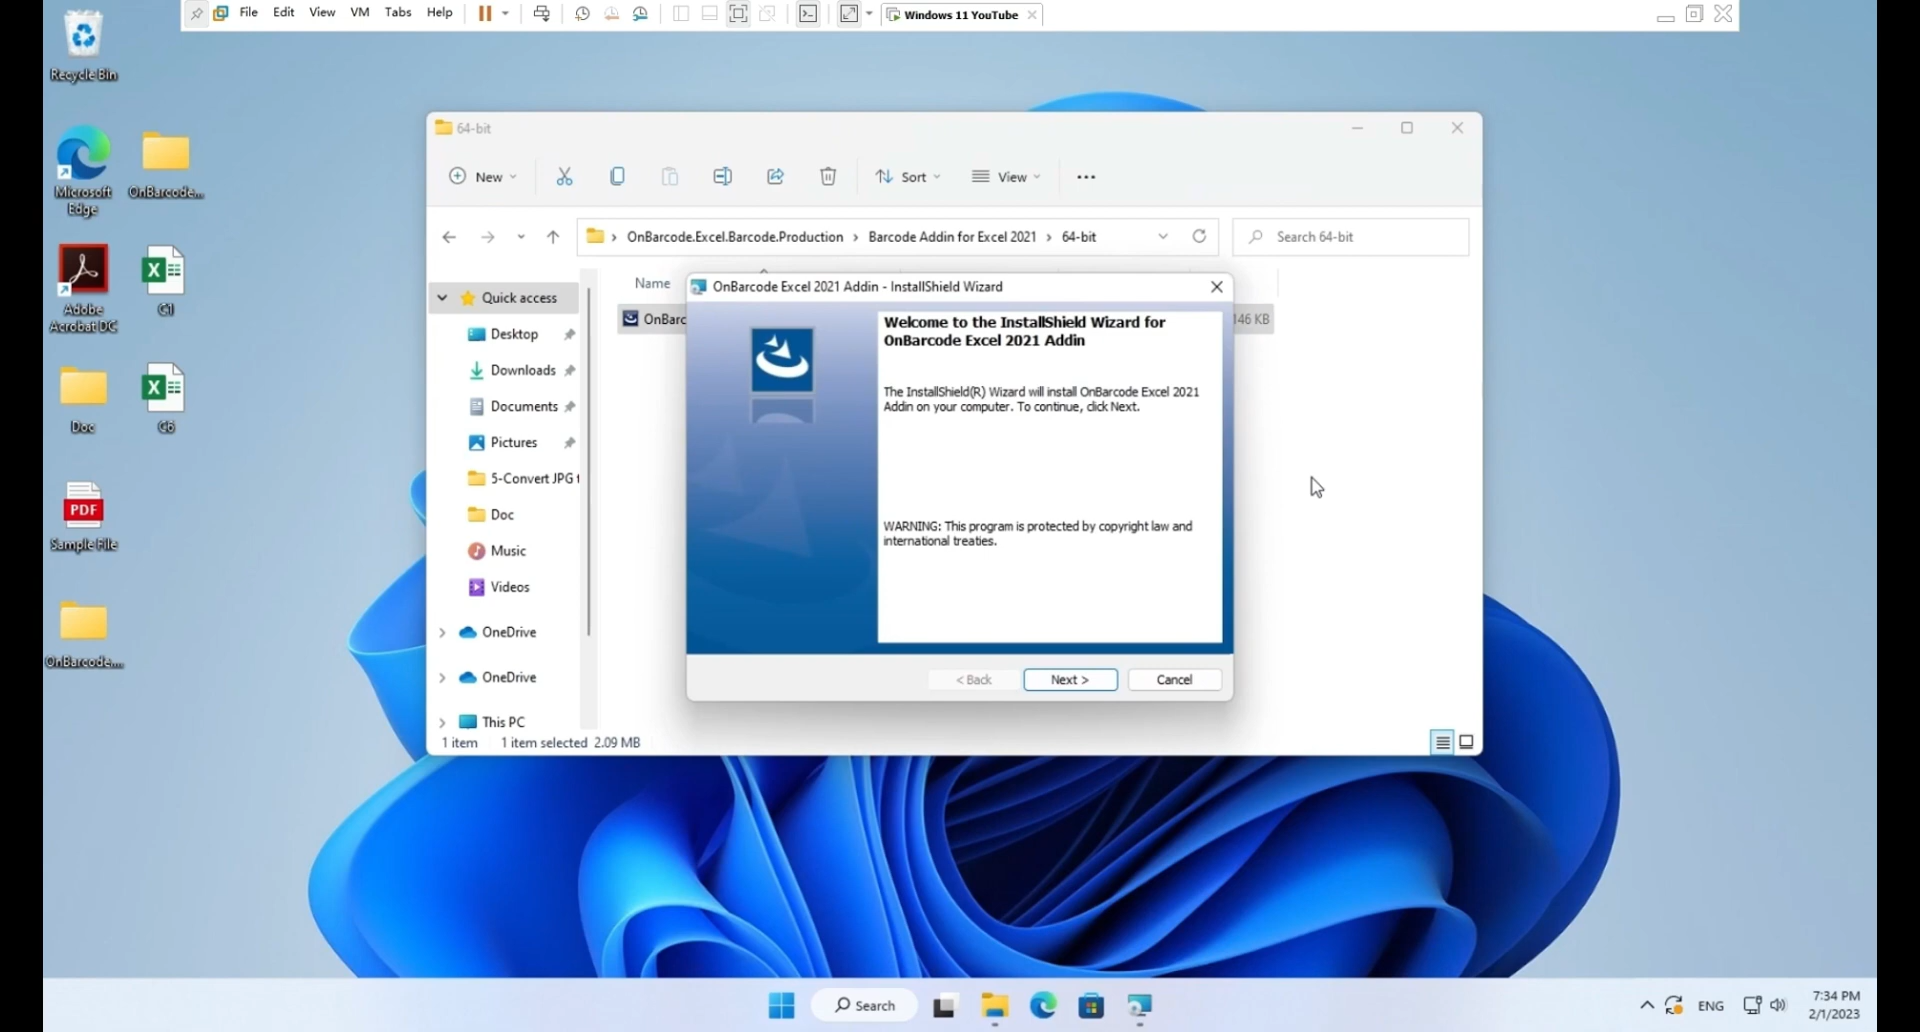 File Edit View VM Tabs Help Windows 11 YouTube
Recycle Bin
Microsoft
Edge
OnBarcode...
Adobe
Acrobat DC
C1
Doc
C6
PDF
Sample File
OnBarcode....
64-bit
New Sort View
OnBarcode.Excel.Barcode.Production › Barcode Addin for Excel 2021 › 64-bit
Search 64-bit
Name
OnBarc
146 KB
Quick access
Desktop
Downloads
Documents
Pictures
5-Convert JPG t
Doc
Music
Videos
OneDrive
OneDrive
This PC
1 item 1 item selected 2.09 MB
OnBarcode Excel 2021 Addin - InstallShield Wizard
Welcome to the InstallShield Wizard for
OnBarcode Excel 2021 Addin
The InstallShield(R) Wizard will install OnBarcode Excel 2021
Addin on your computer. To continue, click Next.
WARNING: This program is protected by copyright law and
international treaties.
< Back Next > Cancel
Search
ENG
7:34 PM
2/1/2023